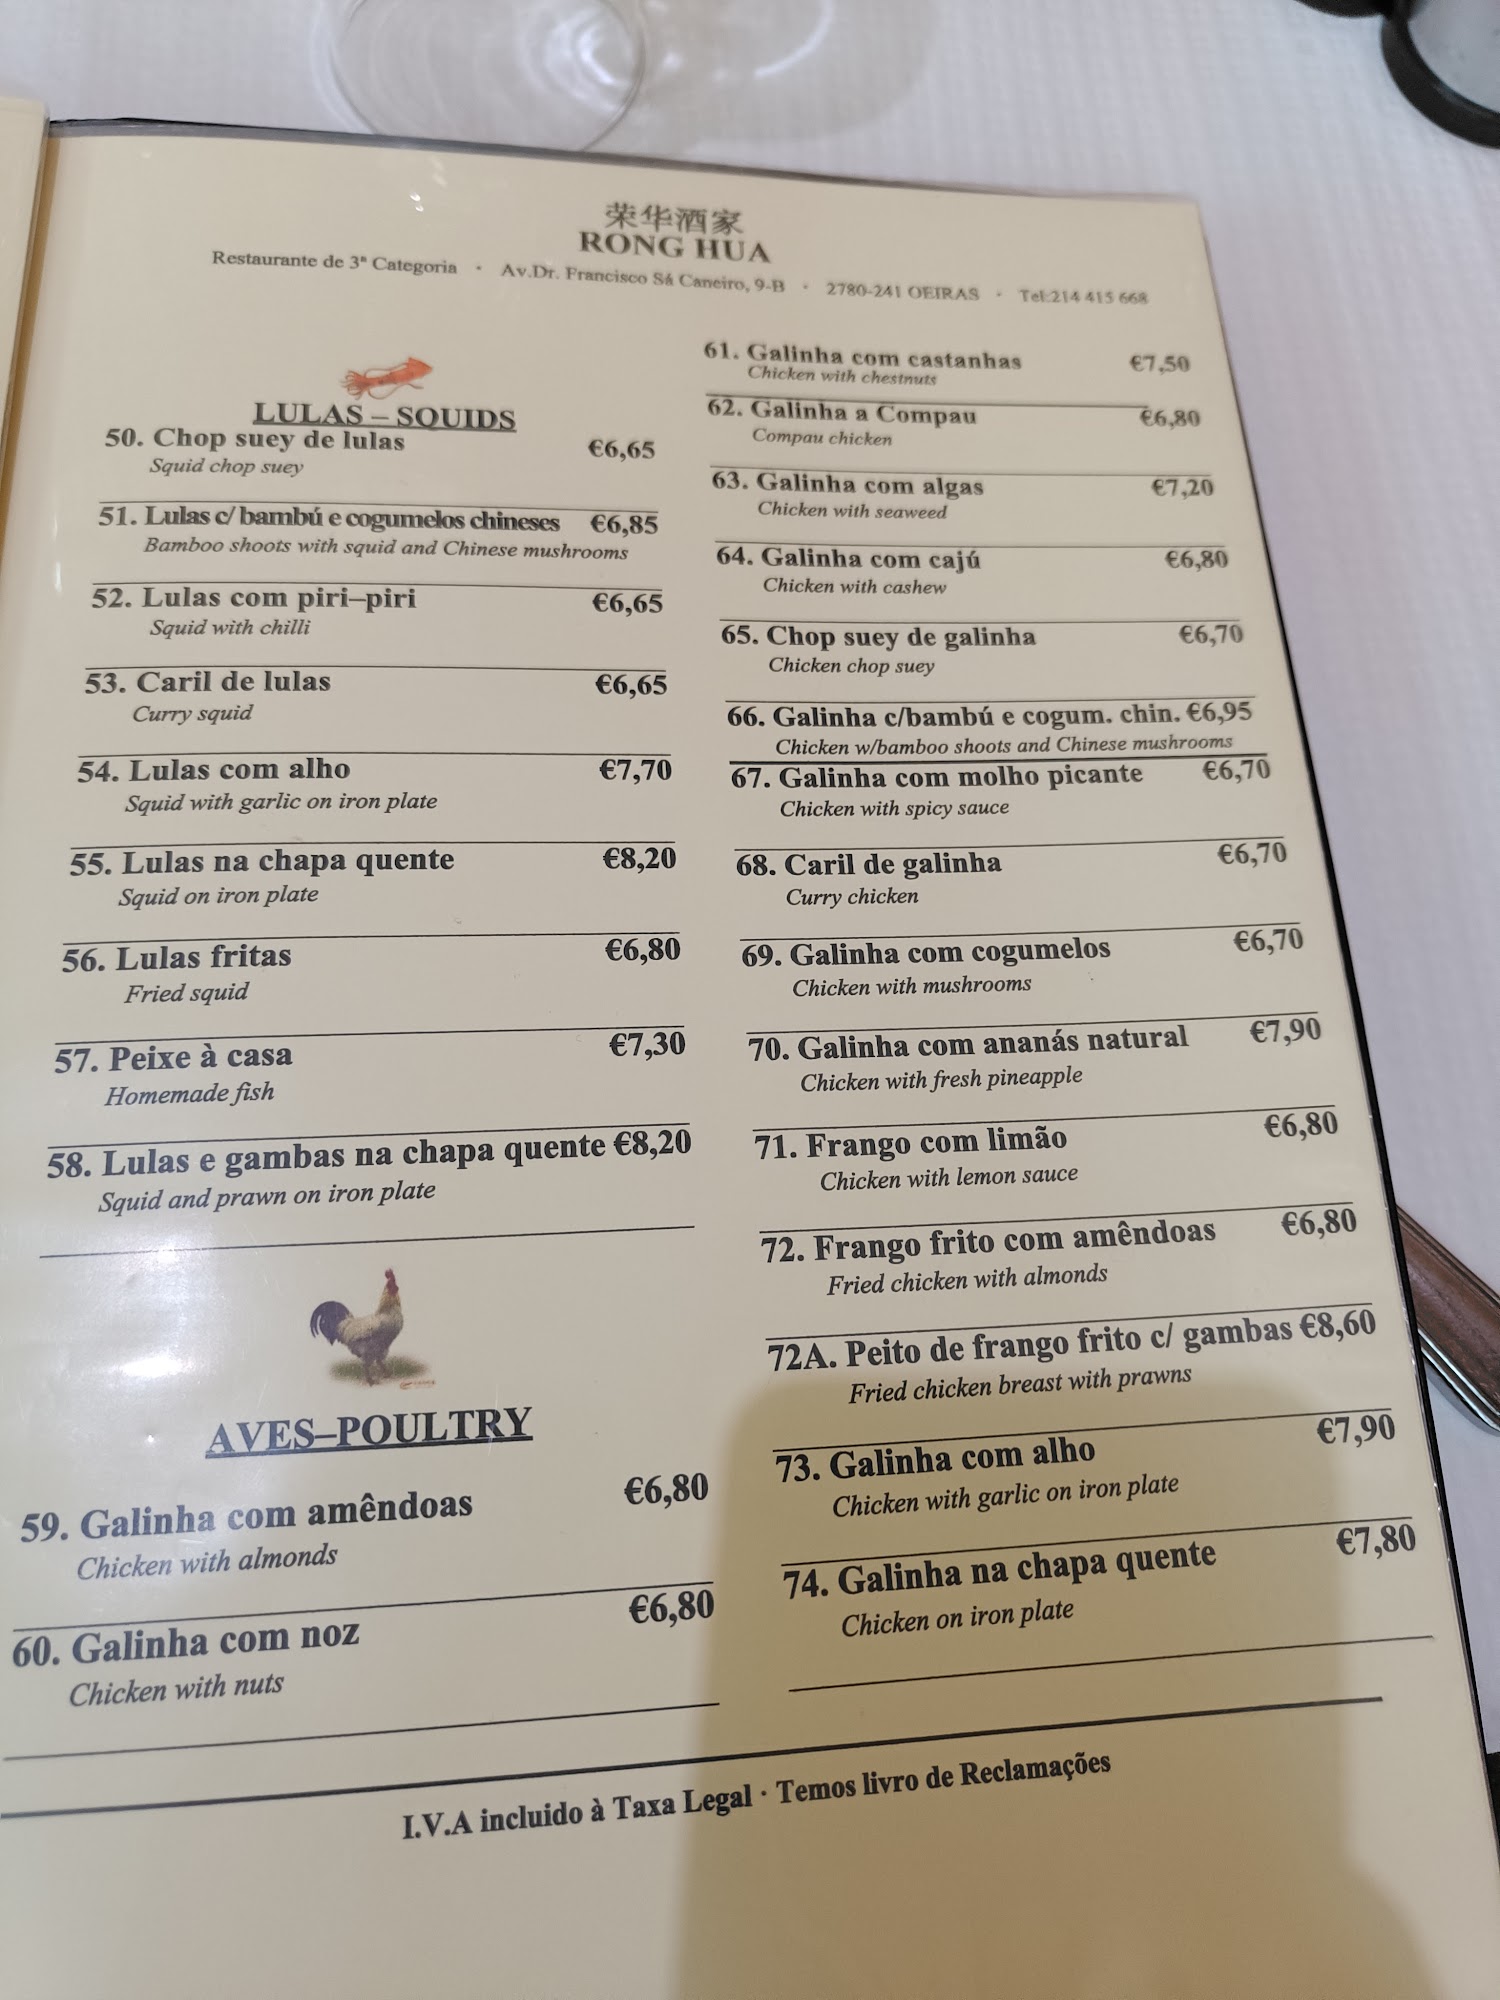 荣华酒家
RONG HUA
Restaurante de 3ª Categoria · Av.Dr. Francisco Sá Caneiro, 9-B · 2780-241 OEIRAS · Tel:214 415 668
LULAS – SQUIDS
50. Chop suey de lulas €6,65
Squid chop suey
51. Lulas c/ bambú e cogumelos chineses €6,85
Bamboo shoots with squid and Chinese mushrooms
52. Lulas com piri–piri €6,65
Squid with chilli
53. Caril de lulas €6,65
Curry squid
54. Lulas com alho €7,70
Squid with garlic on iron plate
55. Lulas na chapa quente €8,20
Squid on iron plate
56. Lulas fritas €6,80
Fried squid
57. Peixe à casa €7,30
Homemade fish
58. Lulas e gambas na chapa quente €8,20
Squid and prawn on iron plate
AVES–POULTRY
59. Galinha com amêndoas €6,80
Chicken with almonds
60. Galinha com noz €6,80
Chicken with nuts
61. Galinha com castanhas €7,50
Chicken with chestnuts
62. Galinha a Compau €6,80
Compau chicken
63. Galinha com algas €7,20
Chicken with seaweed
64. Galinha com cajú €6,80
Chicken with cashew
65. Chop suey de galinha €6,70
Chicken chop suey
66. Galinha c/bambú e cogum. chin. €6,95
Chicken w/bamboo shoots and Chinese mushrooms
67. Galinha com molho picante €6,70
Chicken with spicy sauce
68. Caril de galinha €6,70
Curry chicken
69. Galinha com cogumelos €6,70
Chicken with mushrooms
70. Galinha com ananás natural €7,90
Chicken with fresh pineapple
71. Frango com limão €6,80
Chicken with lemon sauce
72. Frango frito com amêndoas €6,80
Fried chicken with almonds
72A. Peito de frango frito c/ gambas €8,60
Fried chicken breast with prawns
73. Galinha com alho €7,90
Chicken with garlic on iron plate
74. Galinha na chapa quente €7,80
Chicken on iron plate
I.V.A incluido à Taxa Legal · Temos livro de Reclamações